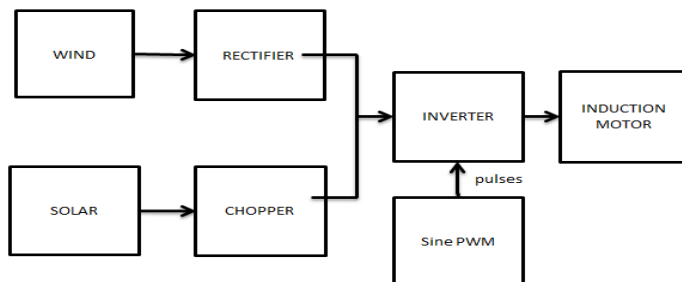 WIND
RECTIFIER
INVERTER
INDUCTION
MOTOR
pulses
SOLAR
CHOPPER
Sine PWM